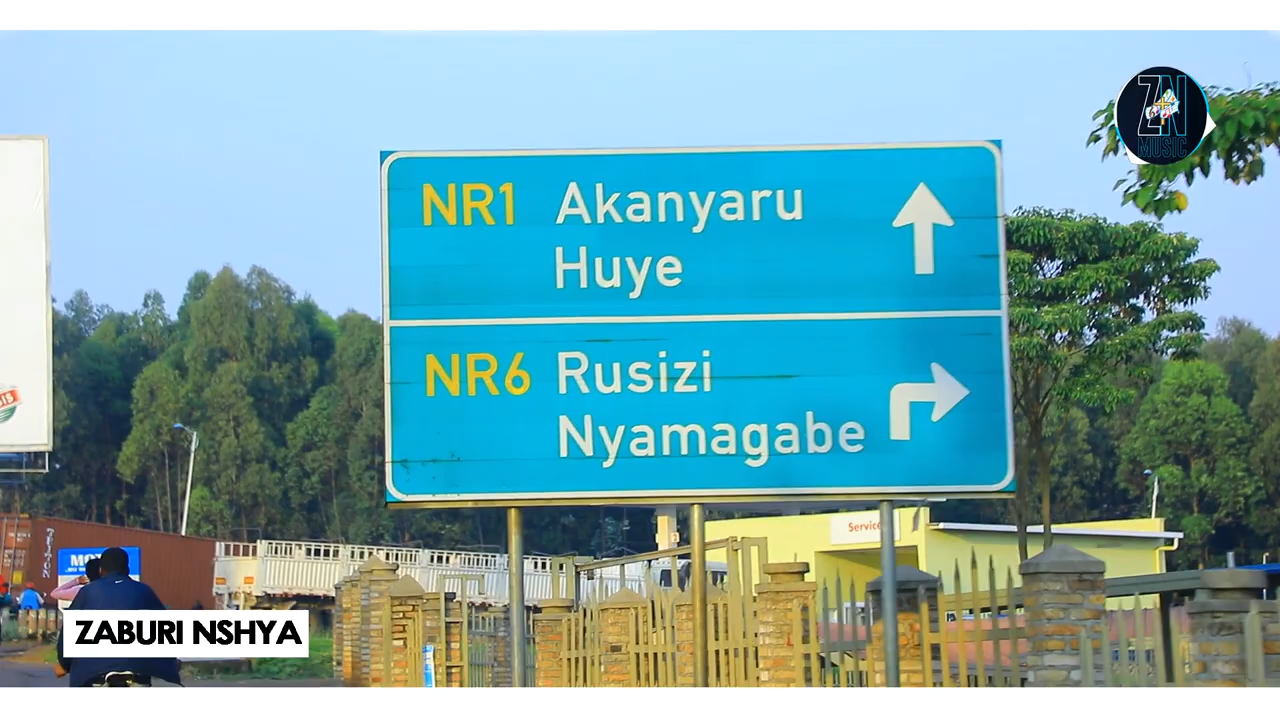 ZN
MUSIC
NR1 Akanyaru
Huye
NR6 Rusizi
Nyamagabe
Service
ZABURI NSHYA